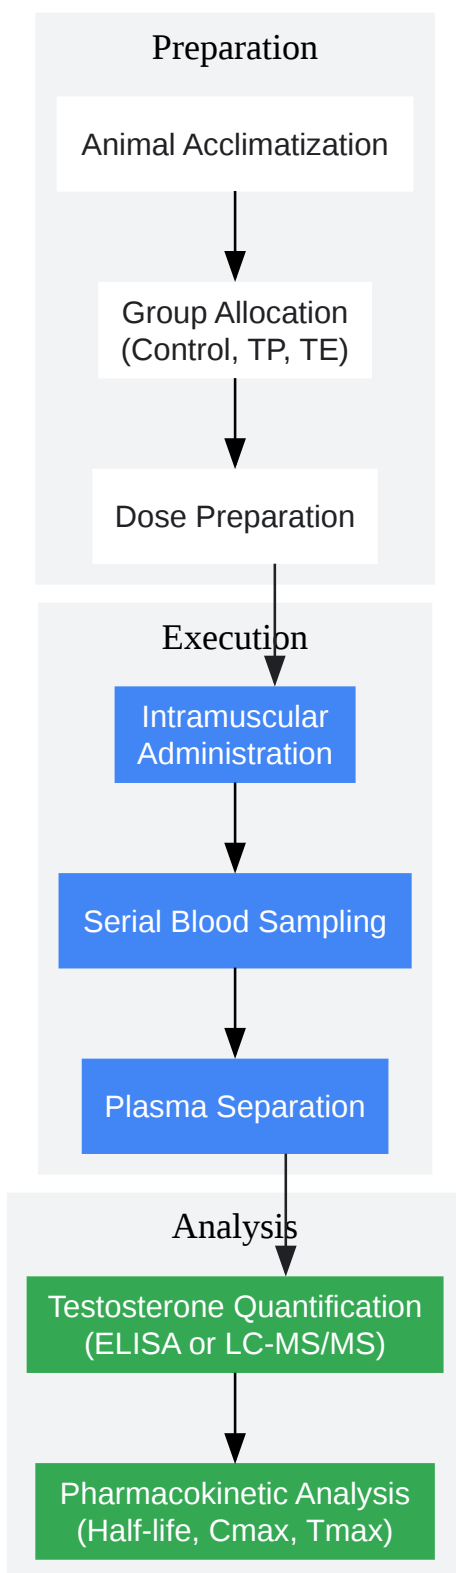 Preparation
Animal Acclimatization
Group Allocation
(Control, TP, TE)
Dose Preparation
Execution
Intramuscular
Administration
Serial Blood Sampling
Plasma Separation
Analysis
Testosterone Quantification
(ELISA or LC-MS/MS)
Pharmacokinetic Analysis
(Half-life, Cmax, Tmax)